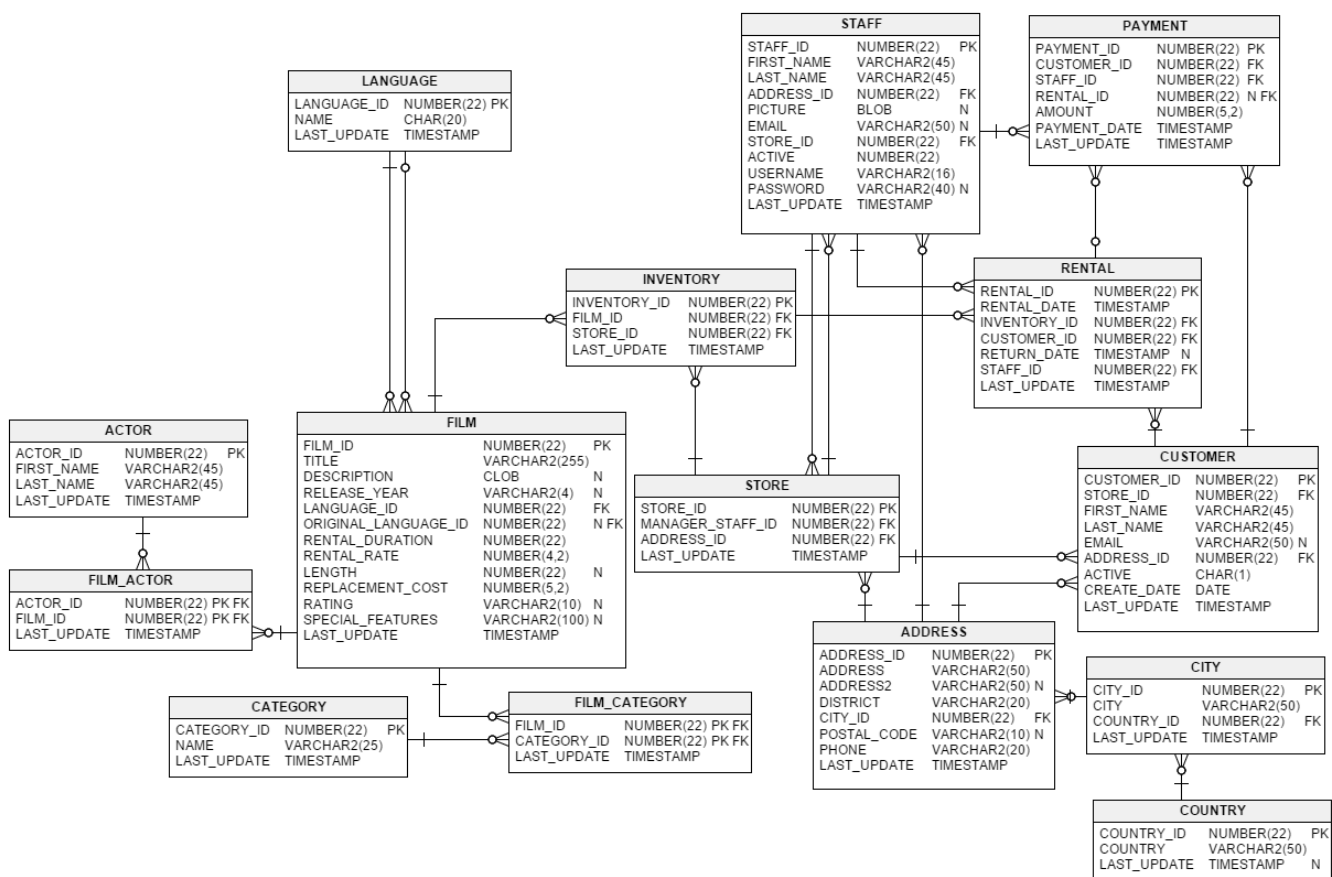 STAFF
STAFF_ID NUMBER(22) PK
FIRST_NAME VARCHAR2(45)
LAST_NAME VARCHAR2(45)
ADDRESS_ID NUMBER(22) FK
PICTURE BLOB N
EMAIL VARCHAR2(50) N
STORE_ID NUMBER(22) FK
ACTIVE NUMBER(22)
USERNAME VARCHAR2(16)
PASSWORD VARCHAR2(40) N
LAST_UPDATE TIMESTAMP
PAYMENT
PAYMENT_ID NUMBER(22) PK
CUSTOMER_ID NUMBER(22) FK
STAFF_ID NUMBER(22) FK
RENTAL_ID NUMBER(22) N FK
AMOUNT NUMBER(5,2)
PAYMENT_DATE TIMESTAMP
LAST_UPDATE TIMESTAMP
LANGUAGE
LANGUAGE_ID NUMBER(22) PK
NAME CHAR(20)
LAST_UPDATE TIMESTAMP
RENTAL
RENTAL_ID NUMBER(22) PK
RENTAL_DATE TIMESTAMP
INVENTORY_ID NUMBER(22) FK
CUSTOMER_ID NUMBER(22) FK
RETURN_DATE TIMESTAMP N
STAFF_ID NUMBER(22) FK
LAST_UPDATE TIMESTAMP
INVENTORY
INVENTORY_ID NUMBER(22) PK
FILM_ID NUMBER(22) FK
STORE_ID NUMBER(22) FK
LAST_UPDATE TIMESTAMP
ACTOR
ACTOR_ID NUMBER(22) PK
FIRST_NAME VARCHAR2(45)
LAST_NAME VARCHAR2(45)
LAST_UPDATE TIMESTAMP
FILM
FILM_ID NUMBER(22) PK
TITLE VARCHAR2(255)
DESCRIPTION CLOB N
RELEASE_YEAR VARCHAR2(4) N
LANGUAGE_ID NUMBER(22) FK
ORIGINAL_LANGUAGE_ID NUMBER(22) N FK
RENTAL_DURATION NUMBER(22)
RENTAL_RATE NUMBER(4,2)
LENGTH NUMBER(22) N
REPLACEMENT_COST NUMBER(5,2)
RATING VARCHAR2(10) N
SPECIAL_FEATURES VARCHAR2(100) N
LAST_UPDATE TIMESTAMP
STORE
STORE_ID NUMBER(22) PK
MANAGER_STAFF_ID NUMBER(22) FK
ADDRESS_ID NUMBER(22) FK
LAST_UPDATE TIMESTAMP
CUSTOMER
CUSTOMER_ID NUMBER(22) PK
STORE_ID NUMBER(22) FK
FIRST_NAME VARCHAR2(45)
LAST_NAME VARCHAR2(45)
EMAIL VARCHAR2(50) N
ADDRESS_ID NUMBER(22) FK
ACTIVE CHAR(1)
CREATE_DATE DATE
LAST_UPDATE TIMESTAMP
FILM_ACTOR
ACTOR_ID NUMBER(22) PK FK
FILM_ID NUMBER(22) PK FK
LAST_UPDATE TIMESTAMP
ADDRESS
ADDRESS_ID NUMBER(22) PK
ADDRESS VARCHAR2(50)
ADDRESS2 VARCHAR2(50) N
DISTRICT VARCHAR2(20)
CITY_ID NUMBER(22) FK
POSTAL_CODE VARCHAR2(10) N
PHONE VARCHAR2(20)
LAST_UPDATE TIMESTAMP
CITY
CITY_ID NUMBER(22) PK
CITY VARCHAR2(50)
COUNTRY_ID NUMBER(22) FK
LAST_UPDATE TIMESTAMP
CATEGORY
CATEGORY_ID NUMBER(22) PK
NAME VARCHAR2(25)
LAST_UPDATE TIMESTAMP
FILM_CATEGORY
FILM_ID NUMBER(22) PK FK
CATEGORY_ID NUMBER(22) PK FK
LAST_UPDATE TIMESTAMP
COUNTRY
COUNTRY_ID NUMBER(22) PK
COUNTRY VARCHAR2(50)
LAST_UPDATE TIMESTAMP N